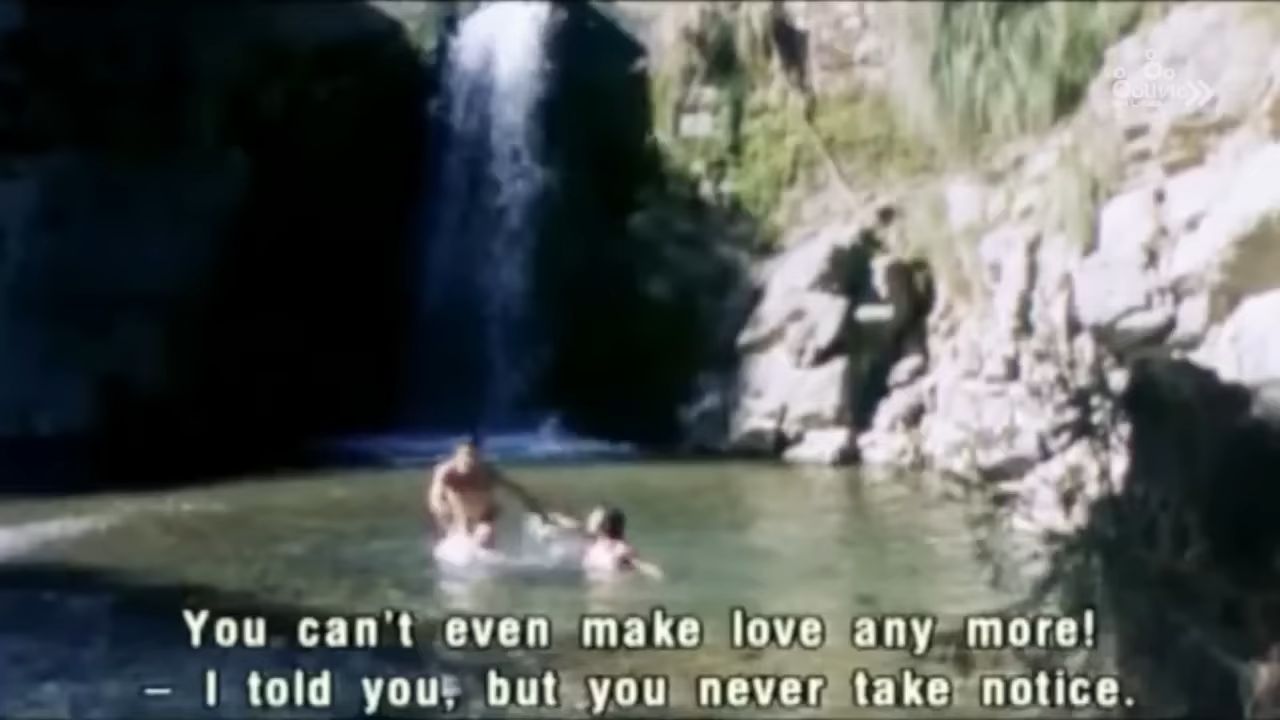 You can't even make love any more!
– I told you, but you never take notice.